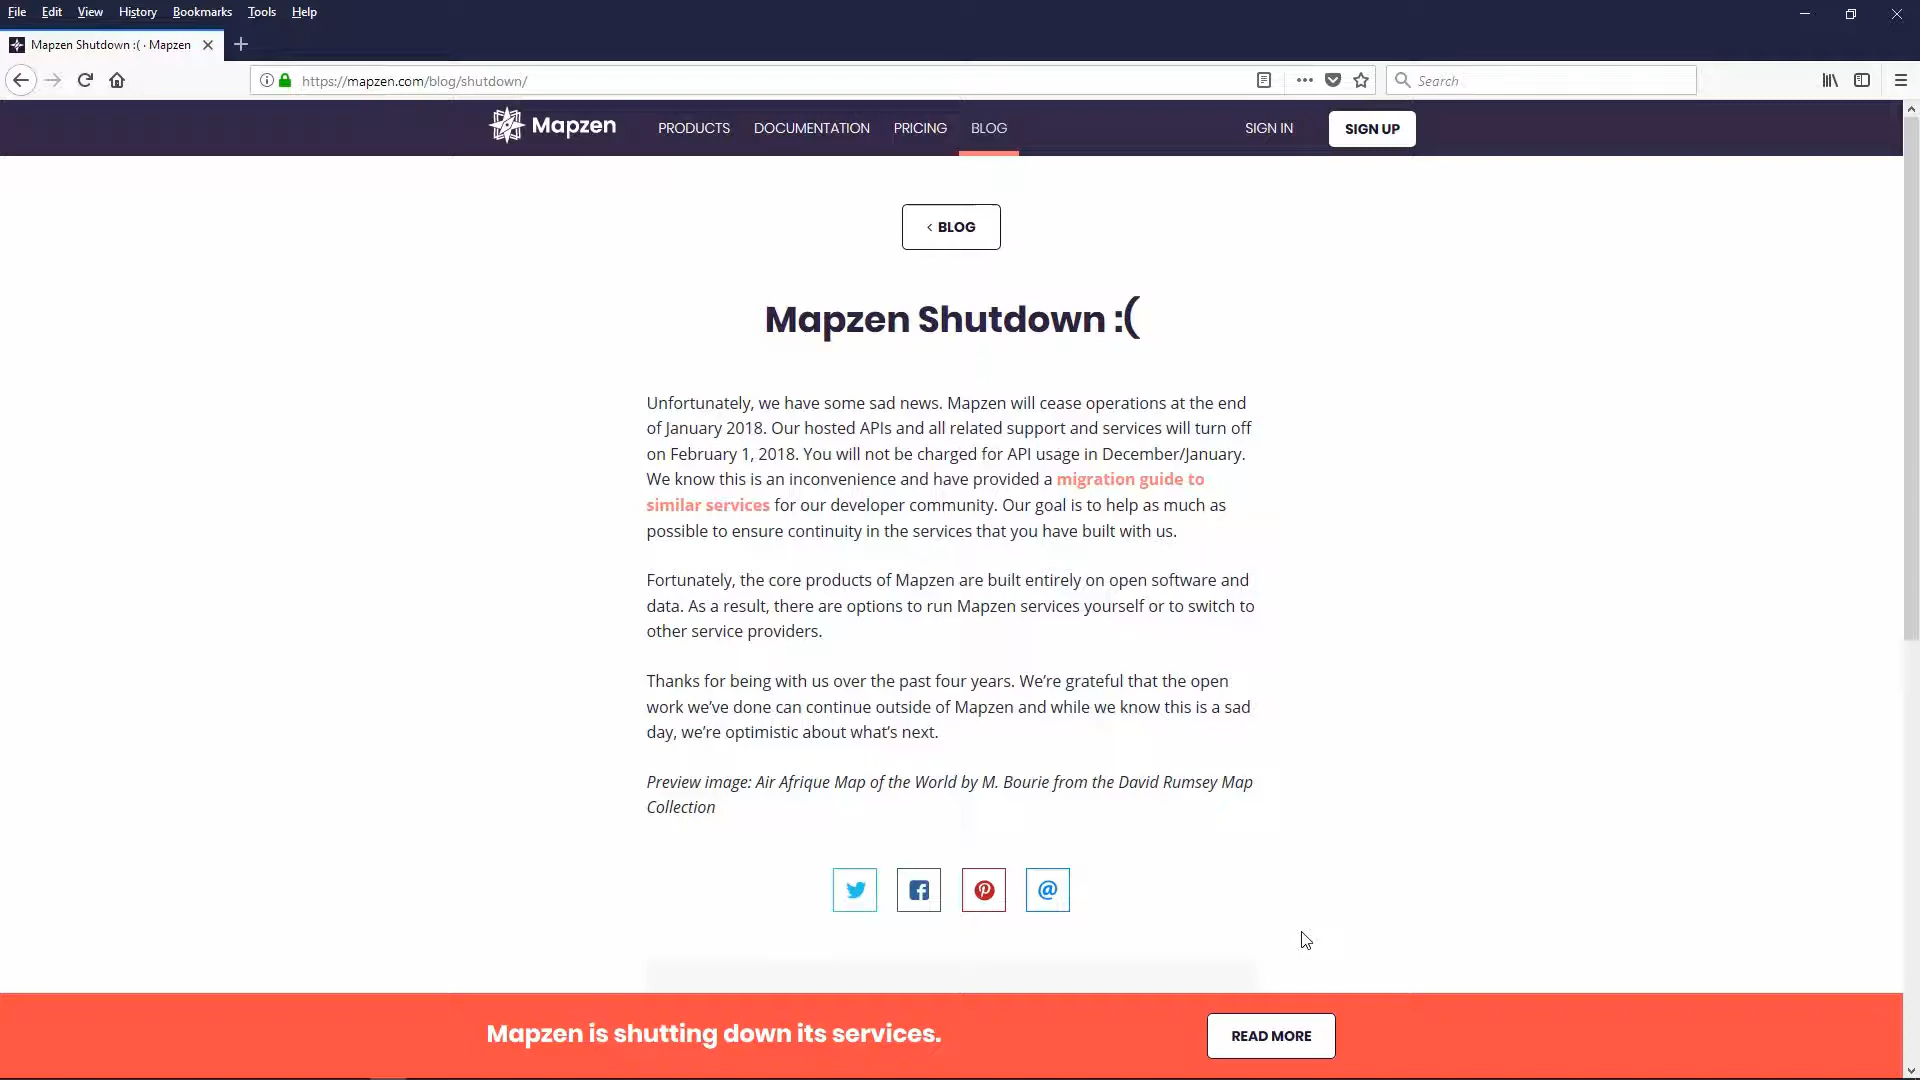 File Edit View History Bookmarks Tools Help
Mapzen Shutdown :( · Mapzen
https://mapzen.com/blog/shutdown/
Search
Mapzen PRODUCTS DOCUMENTATION PRICING BLOG SIGN IN SIGN UP
‹ BLOG
Mapzen Shutdown :(
Unfortunately, we have some sad news. Mapzen will cease operations at the end
of January 2018. Our hosted APIs and all related support and services will turn off
on February 1, 2018. You will not be charged for API usage in December/January.
We know this is an inconvenience and have provided a migration guide to
similar services for our developer community. Our goal is to help as much as
possible to ensure continuity in the services that you have built with us.
Fortunately, the core products of Mapzen are built entirely on open software and
data. As a result, there are options to run Mapzen services yourself or to switch to
other service providers.
Thanks for being with us over the past four years. We’re grateful that the open
work we’ve done can continue outside of Mapzen and while we know this is a sad
day, we’re optimistic about what’s next.
Preview image: Air Afrique Map of the World by M. Bourie from the David Rumsey Map
Collection
Mapzen is shutting down its services.
READ MORE